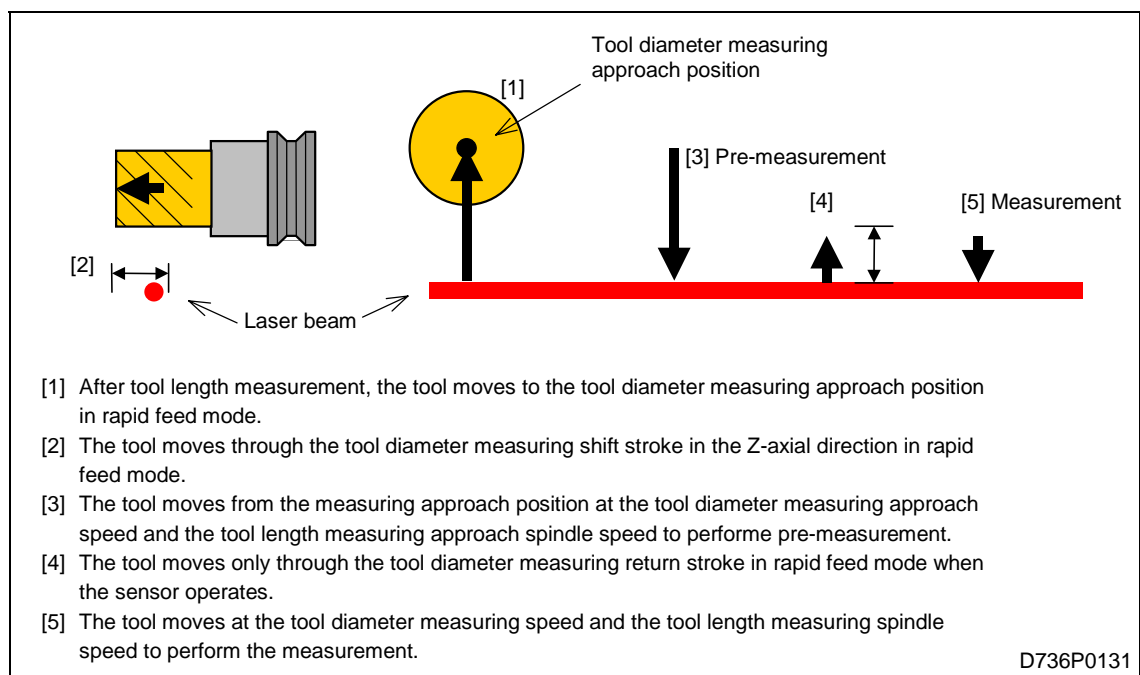 Tool diameter measuring
approach position
[1]
[3] Pre-measurement
[4]
[5] Measurement
[2]
Laser beam
[1] After tool length measurement, the tool moves to the tool diameter measuring approach position
in rapid feed mode.
[2] The tool moves through the tool diameter measuring shift stroke in the Z-axial direction in rapid
feed mode.
[3] The tool moves from the measuring approach position at the tool diameter measuring approach
speed and the tool length measuring approach spindle speed to performe pre-measurement.
[4] The tool moves only through the tool diameter measuring return stroke in rapid feed mode when
the sensor operates.
[5] The tool moves at the tool diameter measuring speed and the tool length measuring spindle
speed to perform the measurement.
D736P0131